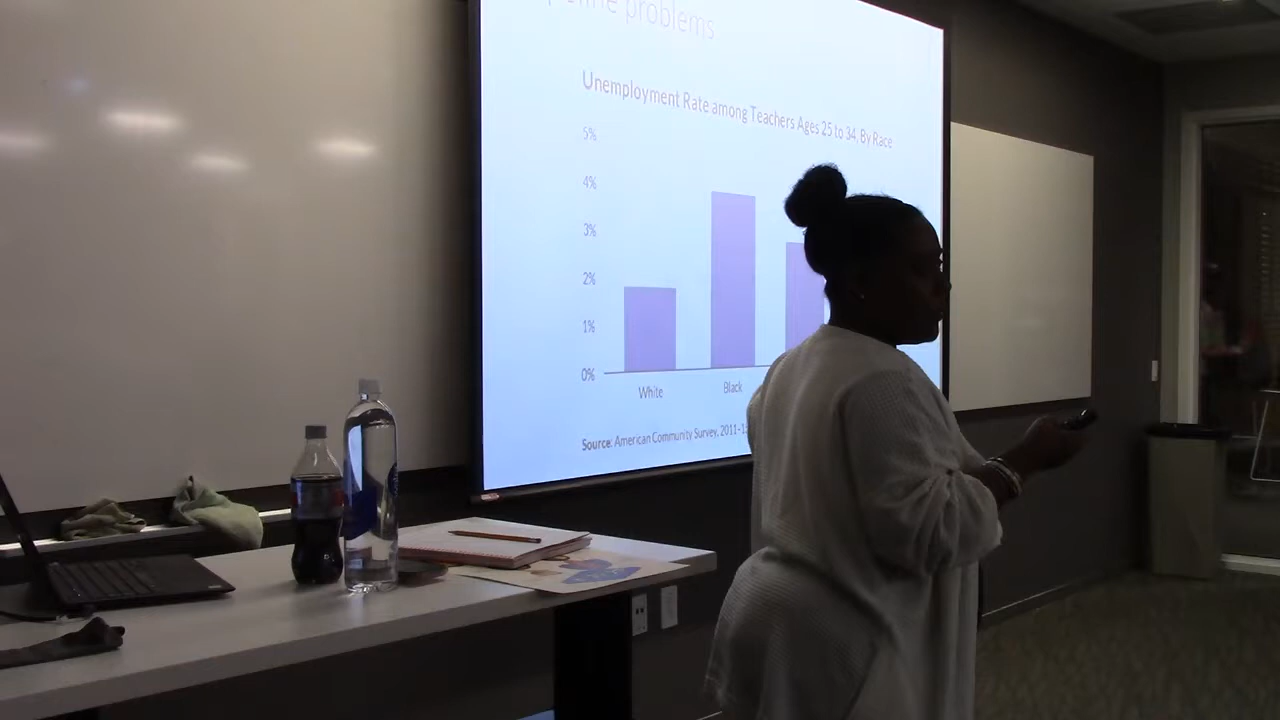 problems
Unemployment Rate among Teachers Ages 25 to 34, By Race
5%
4%
3%
2%
1%
0%
White
Black
Source: American Community Survey, 2011-1